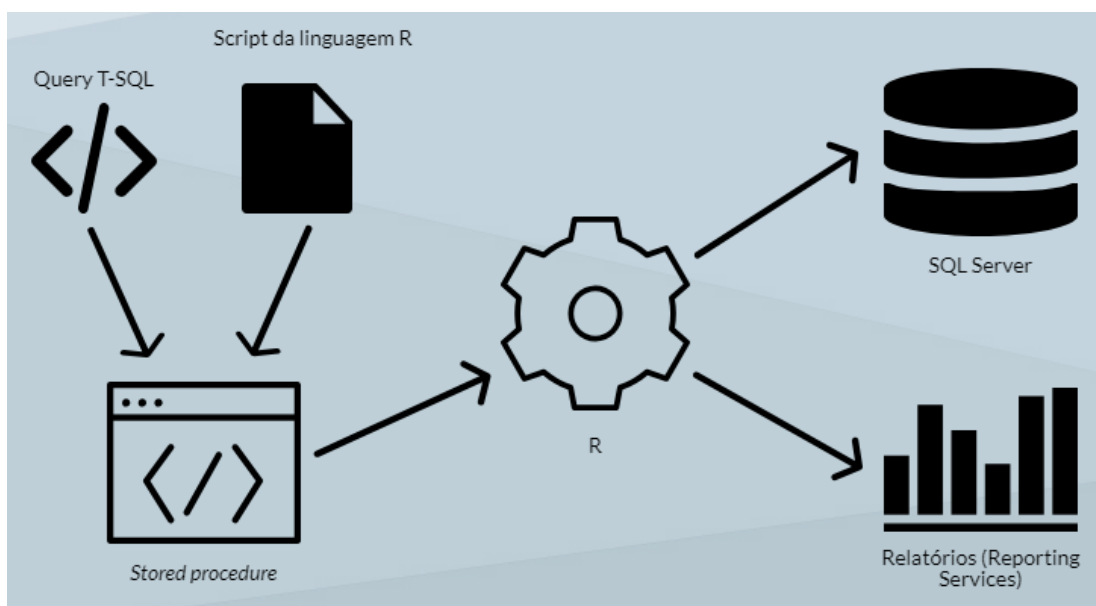 Script da linguagem R
Query T-SQL
SQL Server
R
Stored procedure
Relatórios (Reporting
Services)